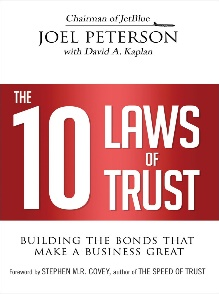 Chairman of JetBlue
JOEL PETERSON
with David A. Kaplan
THE
10 LAWS
OF
TRUST
BUILDING THE BONDS THAT
MAKE A BUSINESS GREAT
Foreword by STEPHEN M.R. COVEY, author of THE SPEED OF TRUST